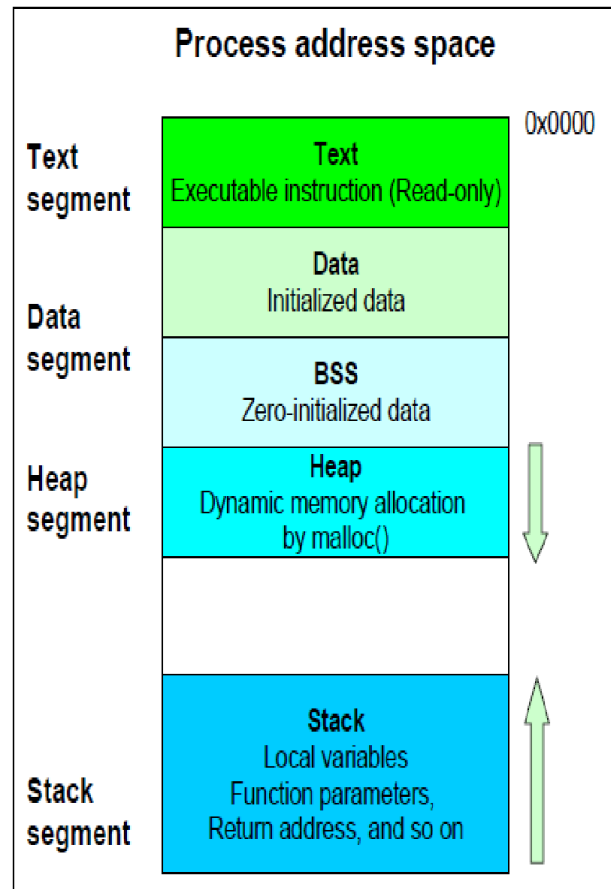 Process address space
0x0000
Text
segment
Text
Executable instruction (Read-only)
Data
segment
Data
Initialized data
BSS
Zero-initialized data
Heap
segment
Heap
Dynamic memory allocation
by malloc()
Stack
segment
Stack
Local variables
Function parameters,
Return address, and so on